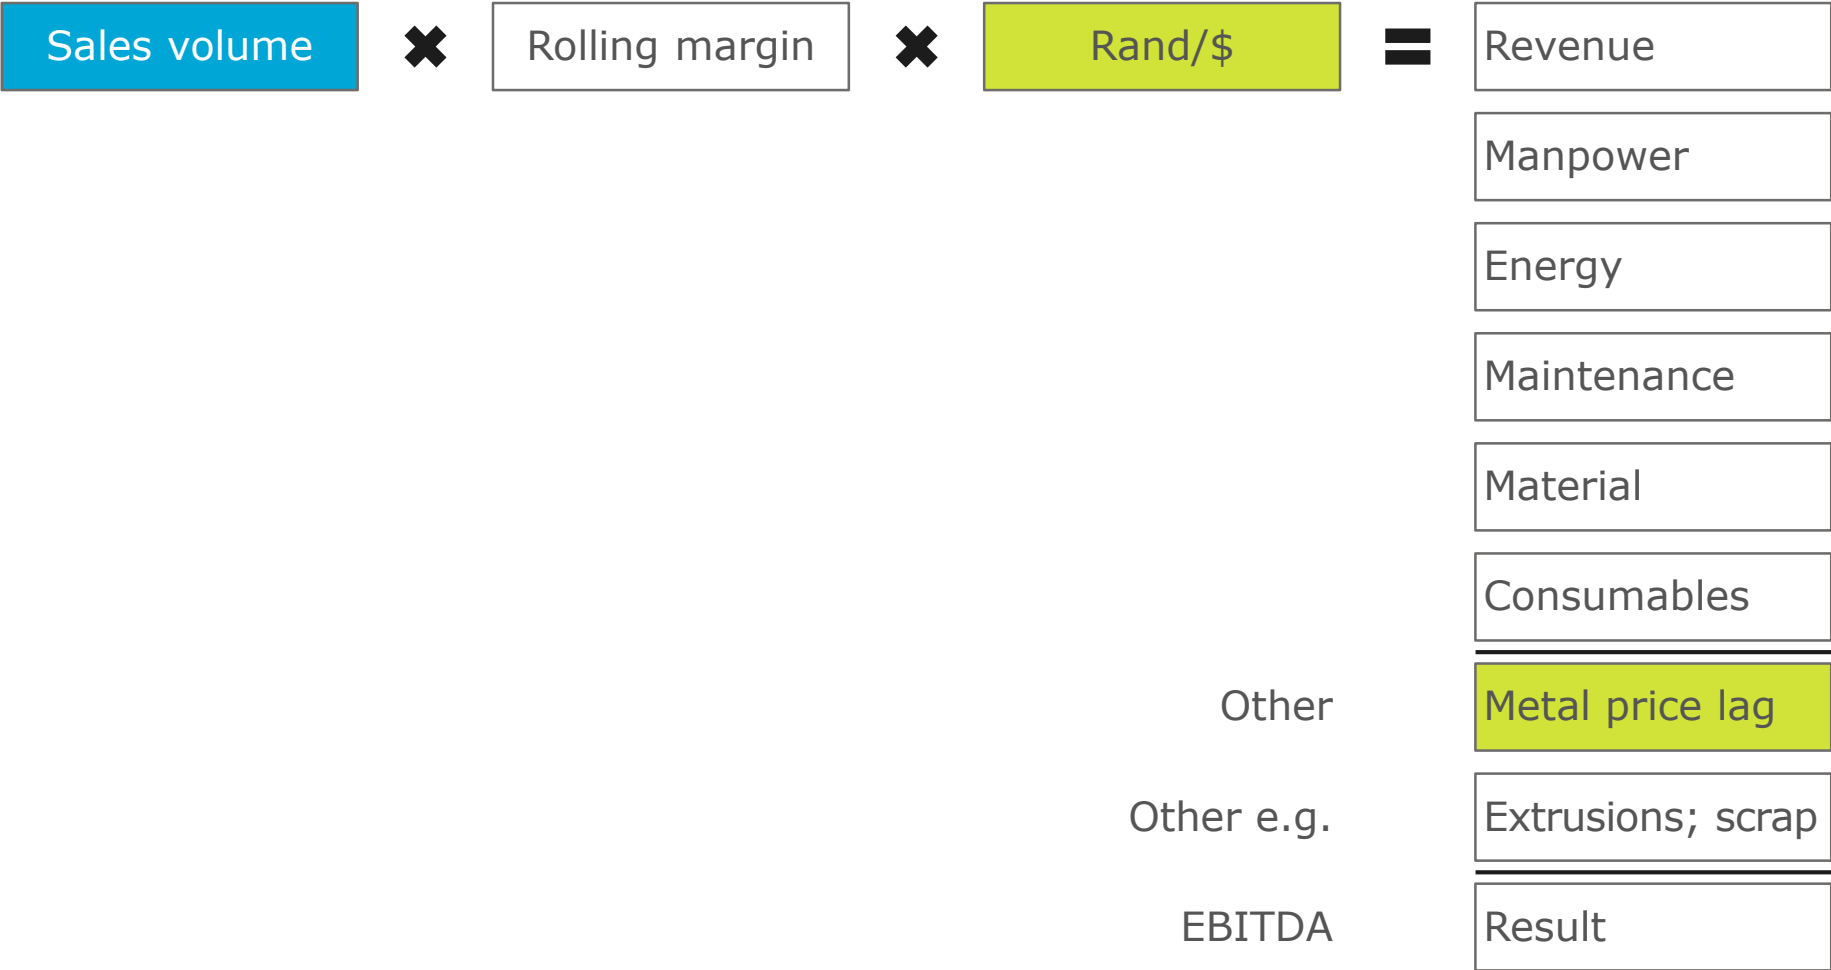 Sales volume ✖ Rolling margin ✖ Rand/$ = Revenue
Manpower
Energy
Maintenance
Material
Consumables
Other Metal price lag
Other e.g. Extrusions; scrap
EBITDA Result